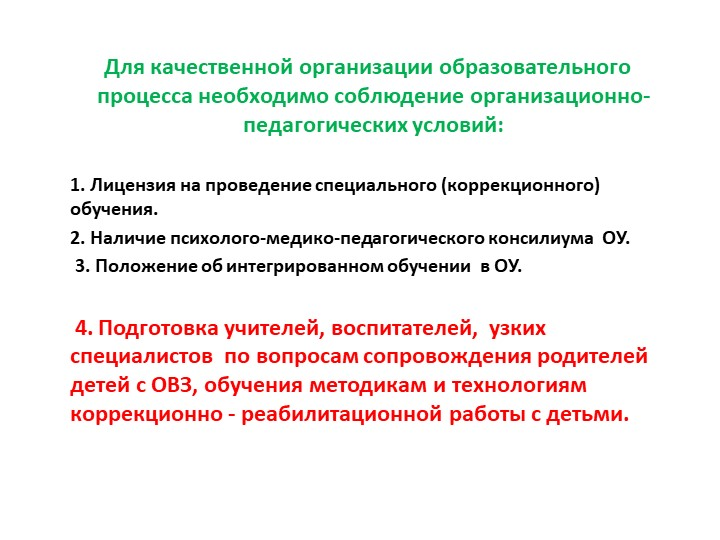 Для качественной организации образовательного
процесса необходимо соблюдение организационно-
педагогических условий:
1. Лицензия на проведение специального (коррекционного)
обучения.
2. Наличие психолого-медико-педагогического консилиума ОУ.
3. Положение об интегрированном обучении в ОУ.
4. Подготовка учителей, воспитателей, узких
специалистов по вопросам сопровождения родителей
детей с ОВЗ, обучения методикам и технологиям
коррекционно - реабилитационной работы с детьми.